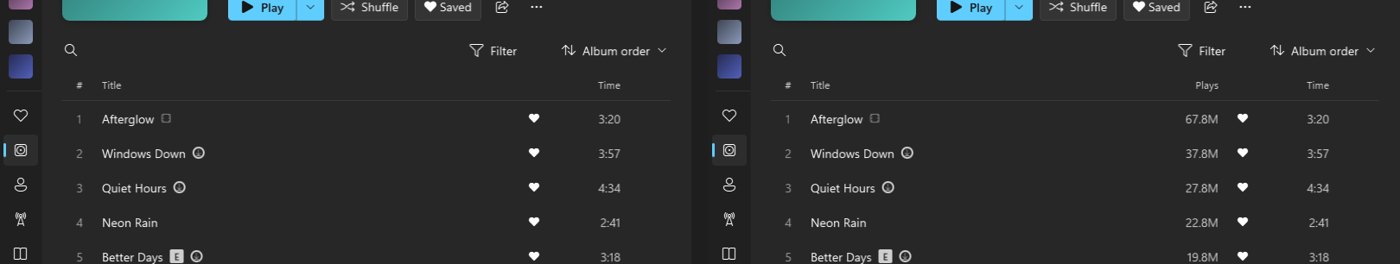 Play Shuffle Saved
Filter Album order
# Title Time
1 Afterglow 3:20
2 Windows Down 3:57
3 Quiet Hours 4:34
4 Neon Rain 2:41
5 Better Days E 3:18
Play Shuffle Saved
Filter Album order
# Title Plays Time
1 Afterglow 67.8M 3:20
2 Windows Down 37.8M 3:57
3 Quiet Hours 27.8M 4:34
4 Neon Rain 22.8M 2:41
5 Better Days E 19.8M 3:18